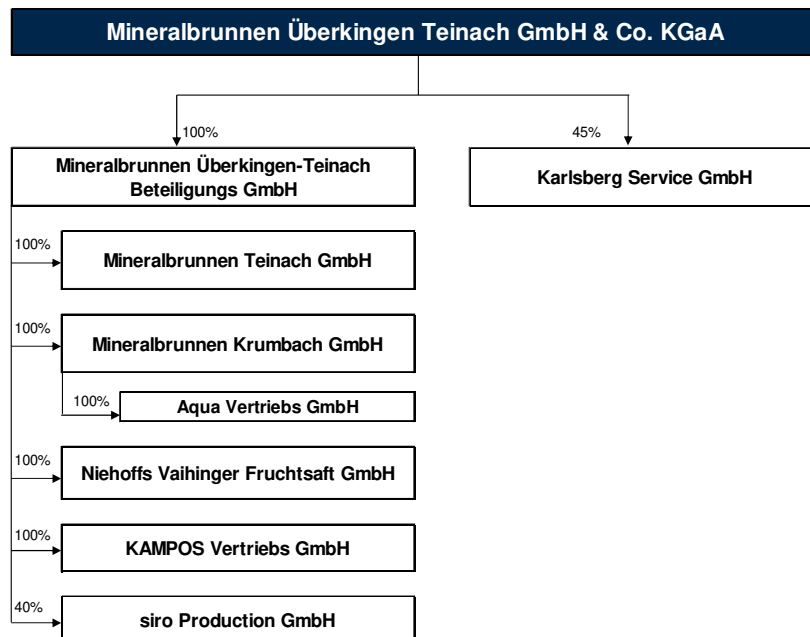 Mineralbrunnen Überkingen Teinach GmbH & Co. KGaA
100%
45%
Mineralbrunnen Überkingen-Teinach
Beteiligungs GmbH
Karlsberg Service GmbH
100%
Mineralbrunnen Teinach GmbH
100%
Mineralbrunnen Krumbach GmbH
100%
Aqua Vertriebs GmbH
100%
Niehoffs Vaihinger Fruchtsaft GmbH
100%
KAMPOS Vertriebs GmbH
40%
siro Production GmbH